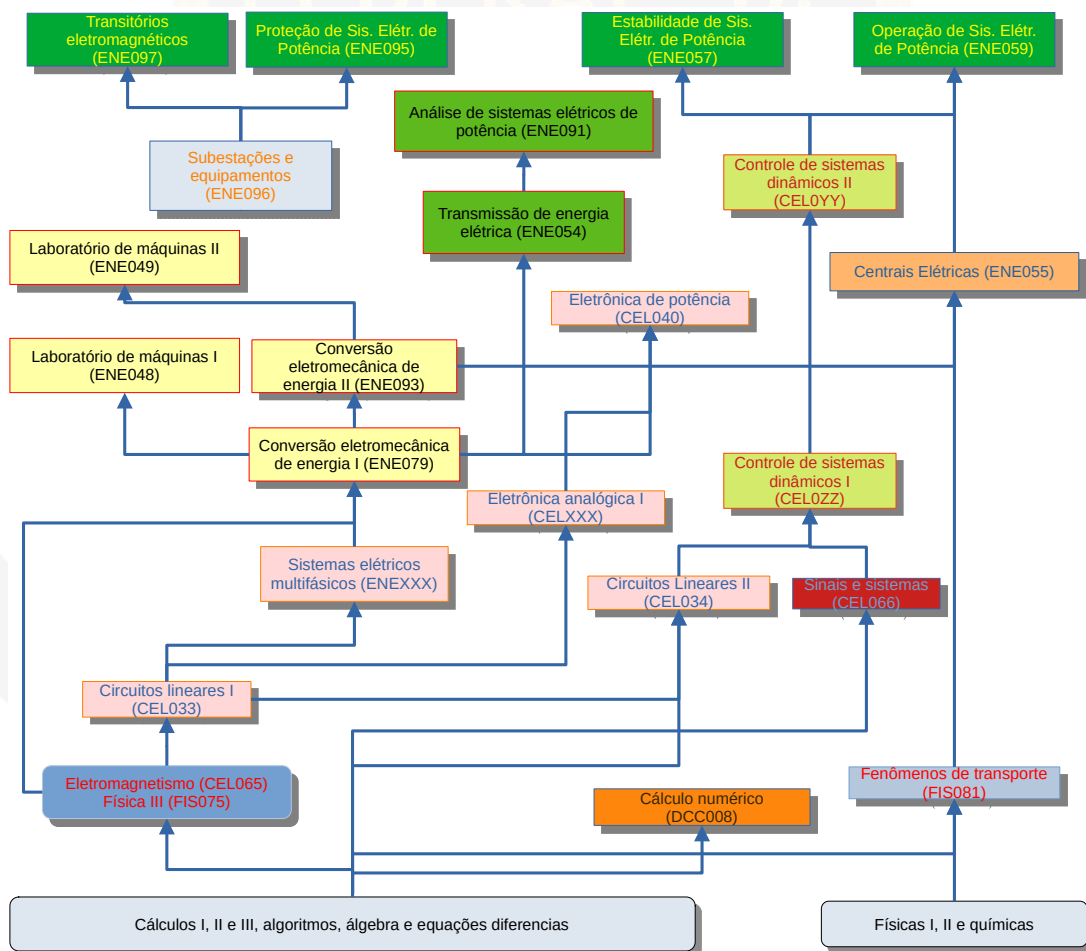 Transitórios
eletromagnéticos
(ENE097)
Proteção de Sis. Elétr. de
Potência (ENE095)
Estabilidade de Sis.
Elétr. de Potência
(ENE057)
Operação de Sis. Elétr.
de Potência (ENE059)
Análise de sistemas elétricos de
potência (ENE091)
Subestações e
equipamentos
(ENE096)
Controle de sistemas
dinâmicos II
(CEL0YY)
Transmissão de energia
elétrica (ENE054)
Laboratório de máquinas II
(ENE049)
Centrais Elétricas (ENE055)
Eletrônica de potência
(CEL040)
Laboratório de máquinas I
(ENE048)
Conversão
eletromecânica de
energia II (ENE093)
Conversão eletromecânica
de energia I (ENE079)
Controle de sistemas
dinâmicos I
(CEL0ZZ)
Eletrônica analógica I
(CELXXX)
Sistemas elétricos
multifásicos (ENEXXX)
Circuitos Lineares II
(CEL034)
Sinais e sistemas
(CEL066)
Circuitos lineares I
(CEL033)
Eletromagnetismo (CEL065)
Física III (FIS075)
Fenômenos de transporte
(FIS081)
Cálculo numérico
(DCC008)
Cálculos I, II e III, algoritmos, álgebra e equações diferencias
Físicas I, II e químicas